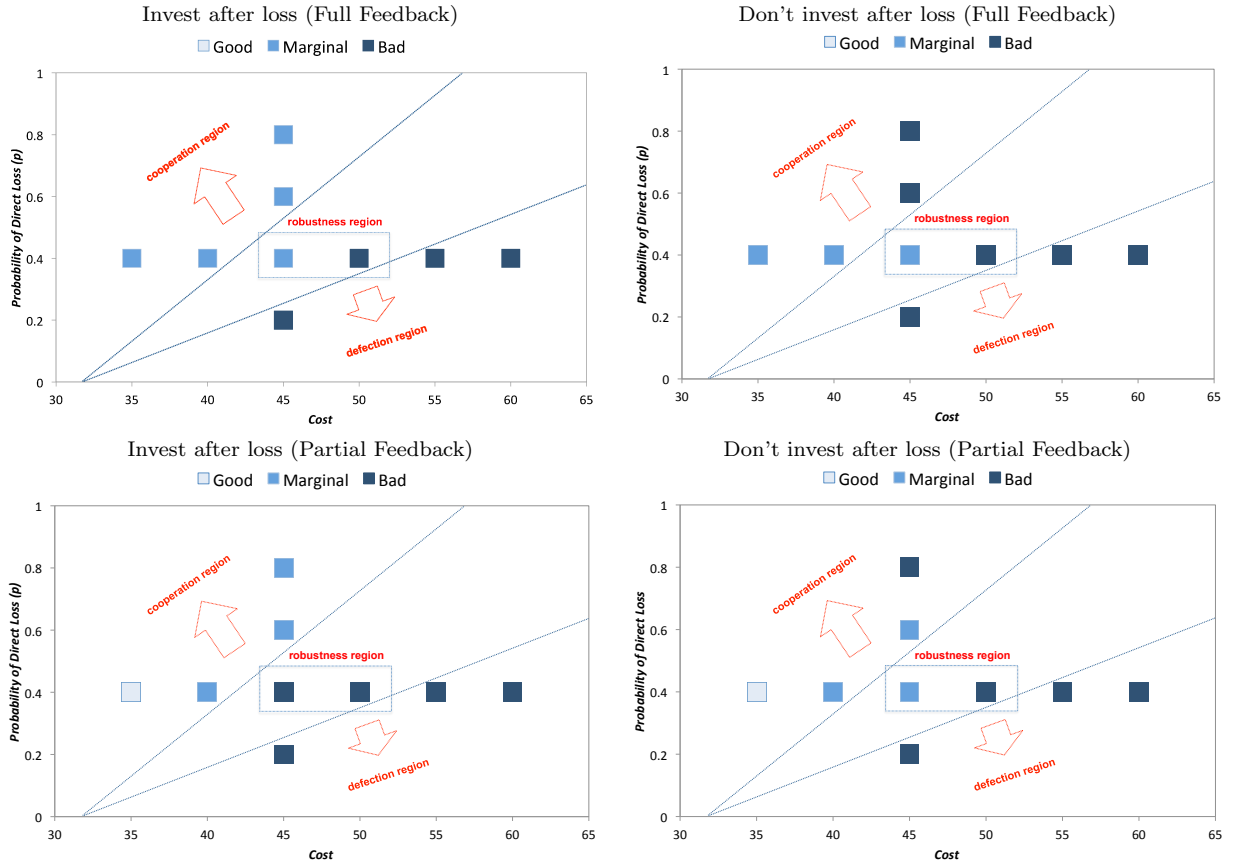 Invest after loss (Full Feedback)
Good Marginal Bad
Probability of Direct Loss (p)
1
0.8
0.6
0.4
0.2
0
cooperation region
robustness region
defection region
30 35 40 45 50 55 60 65
Cost
Don't invest after loss (Full Feedback)
Good Marginal Bad
Probability of Direct Loss (p)
1
0.8
0.6
0.4
0.2
0
cooperation region
robustness region
defection region
30 35 40 45 50 55 60 65
Cost
Invest after loss (Partial Feedback)
Good Marginal Bad
Probability of Direct Loss (p)
1
0.8
0.6
0.4
0.2
0
cooperation region
robustness region
defection region
30 35 40 45 50 55 60 65
Cost
Don't invest after loss (Partial Feedback)
Good Marginal Bad
Probability of Direct Loss
1
0.8
0.6
0.4
0.2
0
cooperation region
robustness region
defection region
30 35 40 45 50 55 60 65
Cost